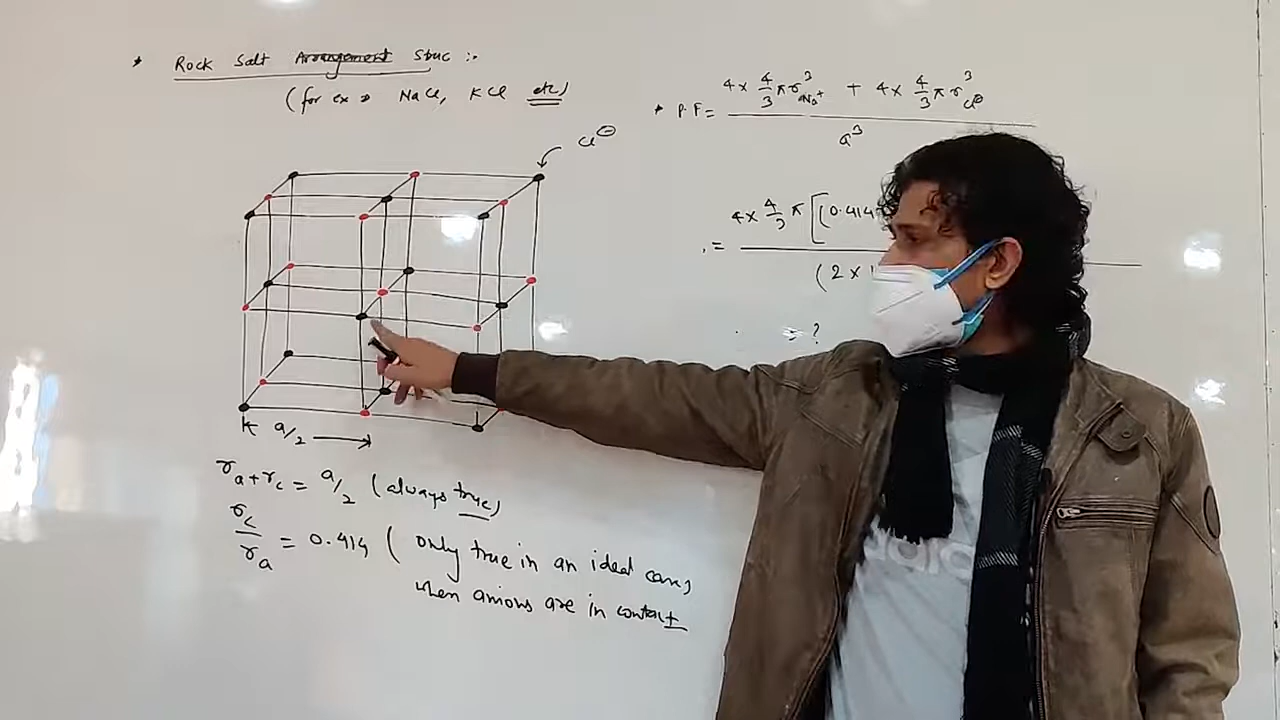 * Rock Salt Arrangement Struc :-
(for ex → NaCl, KCl etc)
Cl⊖
a/2
rₐ + r꜀ = a/2 (always true)
r꜀/rₐ = 0.414 ( only true in an ideal case,
when anions are in contact
* P.F = (4 × 4/3 π r³Na⁺ + 4 × 4/3 π r³Cl⊖) / a³
= 4 × 4/3 π [(0.414
(2 ×
= ?